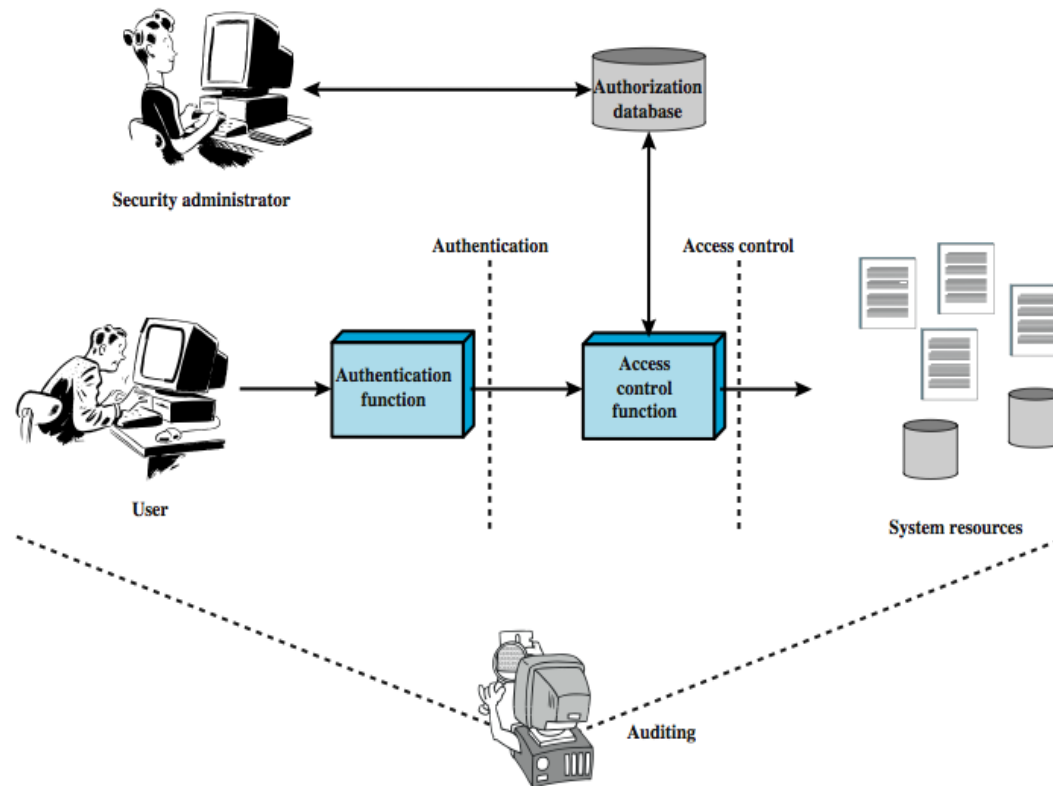 Authorization
database
Security administrator
Authentication
Access control
Authentication
function
Access
control
function
User
System resources
Auditing